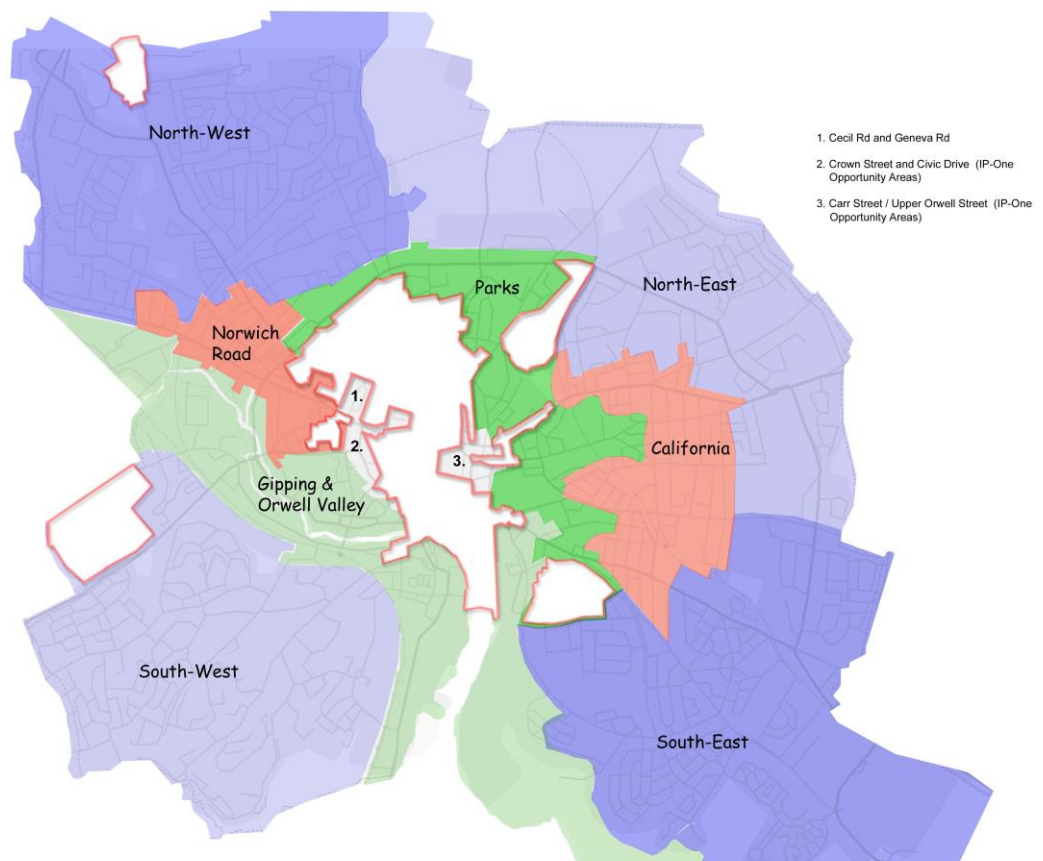 North-West
1. Cecil Rd and Geneva Rd
2. Crown Street and Civic Drive (IP-One
Opportunity Areas)
3. Carr Street / Upper Orwell Street (IP-One
Opportunity Areas)
Parks
North-East
Norwich
Road
1.
2.
3.
California
Gipping &
Orwell Valley
South-West
South-East